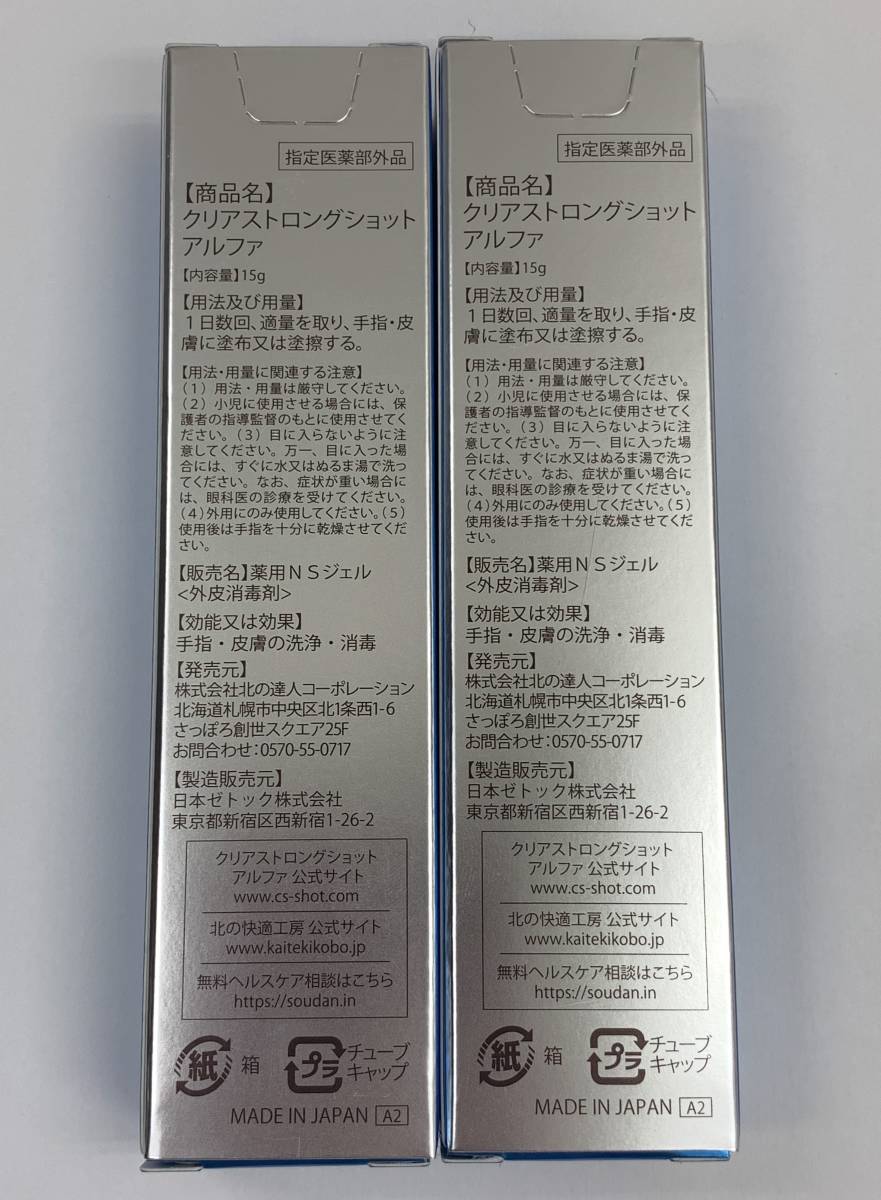 指定医薬部外品
【商品名】
クリアストロングショット
アルファ
【内容量】15g
【用法及び用量】
1日数回、適量を取り、手指・皮
膚に塗布又は塗擦する。
【用法・用量に関連する注意】
(1) 用法・用量は厳守してください。
(2) 小児に使用させる場合には、保
護者の指導監督のもとに使用させてく
ださい。(3) 目に入らないように注
意してください。万一、目に入った場
合には、すぐに水又はぬるま湯で洗っ
てください。なお、症状が重い場合に
は、眼科医の診療を受けてください。
(4)外用にのみ使用してください。(5)
使用後は手指を十分に乾燥させてくだ
さい。
【販売名】薬用NSジェル
<外皮消毒剤>
【効能又は効果】
手指・皮膚の洗浄・消毒
【発売元】
株式会社北の達人コーポレーション
北海道札幌市中央区北1条西1-6
さっぽろ創世スクエア25F
お問合わせ:0570-55-0717
【製造販売元】
日本ゼトック株式会社
東京都新宿区西新宿1-26-2
クリアストロングショット
アルファ 公式サイト
www.cs-shot.com
北の快適工房 公式サイト
www.kaitekikobo.jp
無料ヘルスケア相談はこちら
https://soudan.in
紙 箱 プラ チューブ
キャップ
MADE IN JAPAN A2
指定医薬部外品
【商品名】
クリアストロングショット
アルファ
【内容量】15g
【用法及び用量】
1日数回、適量を取り、手指・皮
膚に塗布又は塗擦する。
【用法・用量に関連する注意】
(1) 用法・用量は厳守してください。
(2) 小児に使用させる場合には、保
護者の指導監督のもとに使用させてく
ださい。(3) 目に入らないように注
意してください。万一、目に入った場
合には、すぐに水又はぬるま湯で洗っ
てください。なお、症状が重い場合に
は、眼科医の診療を受けてください。
(4)外用にのみ使用してください。(5)
使用後は手指を十分に乾燥させてくだ
さい。
【販売名】薬用NSジェル
<外皮消毒剤>
【効能又は効果】
手指・皮膚の洗浄・消毒
【発売元】
株式会社北の達人コーポレーション
北海道札幌市中央区北1条西1-6
さっぽろ創世スクエア25F
お問合わせ:0570-55-0717
【製造販売元】
日本ゼトック株式会社
東京都新宿区西新宿1-26-2
クリアストロングショット
アルファ 公式サイト
www.cs-shot.com
北の快適工房 公式サイト
www.kaitekikobo.jp
無料ヘルスケア相談はこちら
https://soudan.in
紙 箱 プラ チューブ
キャップ
MADE IN JAPAN A2